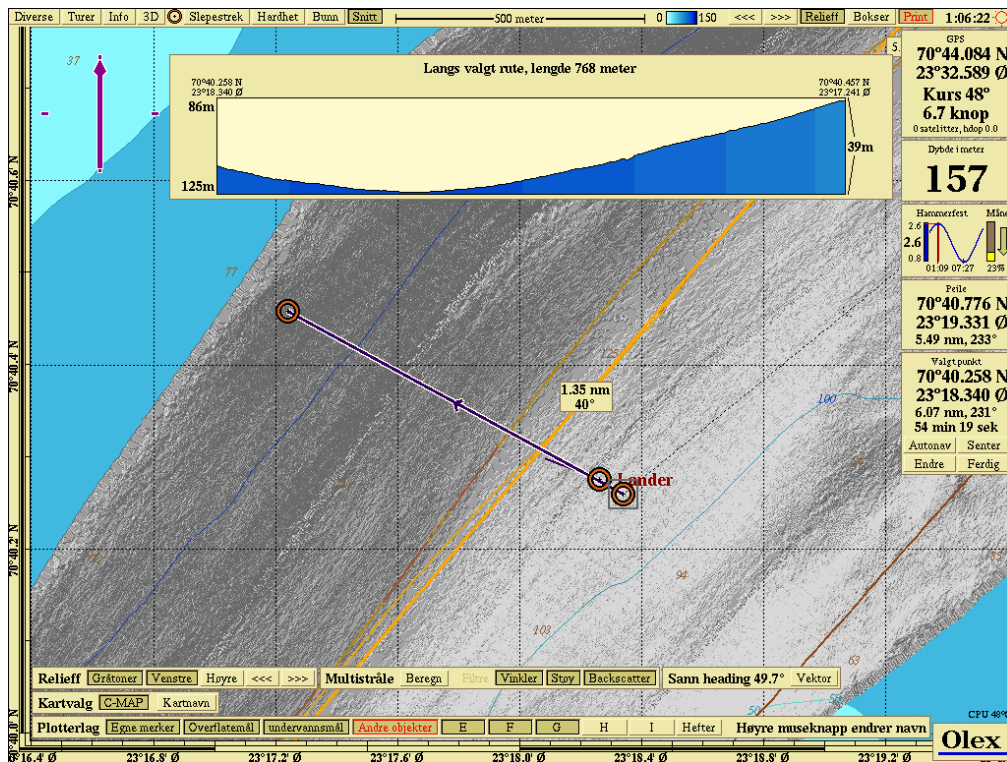 Diverse Turer Info 3D Slepestrek Hardhet Bunn Snitt 500 meter 0 150 <<< >>> Relieff Bokser Print 1:06:22
GPS
70°44.084 N
23°32.589 Ø
Kurs 48°
6.7 knop
0 satelitter, hdop 0.0
Dybde i meter
157
Hammerfest
2.6
2.6
0.8
01:09 07:27
23%
Peile
70°40.776 N
23°19.331 Ø
5.49 nm, 233°
Valgt punkt
70°40.258 N
23°18.340 Ø
6.07 nm, 231°
54 min 19 sek
Autonav Senter
Endre Ferdig
Langs valgt rute, lengde 768 meter
70°40.258 N
23°18.340 Ø
70°40.457 N
23°17.241 Ø
86m
39m
125m
37
77
125
1.35 nm
40°
100
Lander
94
103
63
70°40.6' N
70°40.4' N
70°40.2' N
70°40.0' N
Relieff Gråtoner Venstre Høyre <<< >>> Multistråle Beregn Filtre Vinkler Støy Backscatter Sann heading 49.7° Vektor
Kartvalg C-MAP Kartnavn
Plotterlag Egne merker Overflatemål undervannsmål Andre objekter E F G H I Hefter Høyre museknapp endrer navn
CPU 48°
Olex
23°16.4 Ø 23°16.8' Ø 23°17.2' Ø 23°17.6' Ø 23°18.0' Ø 23°18.4' Ø 23°18.8' Ø 23°19.2' Ø